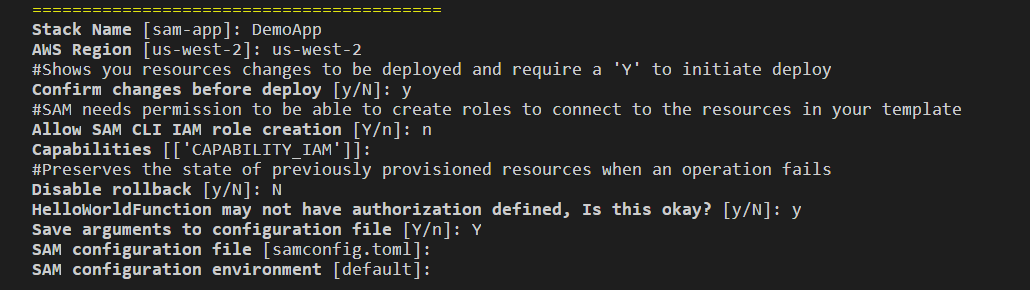 =========================================
Stack Name [sam-app]: DemoApp
AWS Region [us-west-2]: us-west-2
#Shows you resources changes to be deployed and require a 'Y' to initiate deploy
Confirm changes before deploy [y/N]: y
#SAM needs permission to be able to create roles to connect to the resources in your template
Allow SAM CLI IAM role creation [Y/n]: n
Capabilities [['CAPABILITY_IAM']]:
#Preserves the state of previously provisioned resources when an operation fails
Disable rollback [y/N]: N
HelloWorldFunction may not have authorization defined, Is this okay? [y/N]: y
Save arguments to configuration file [Y/n]: Y
SAM configuration file [samconfig.toml]:
SAM configuration environment [default]: